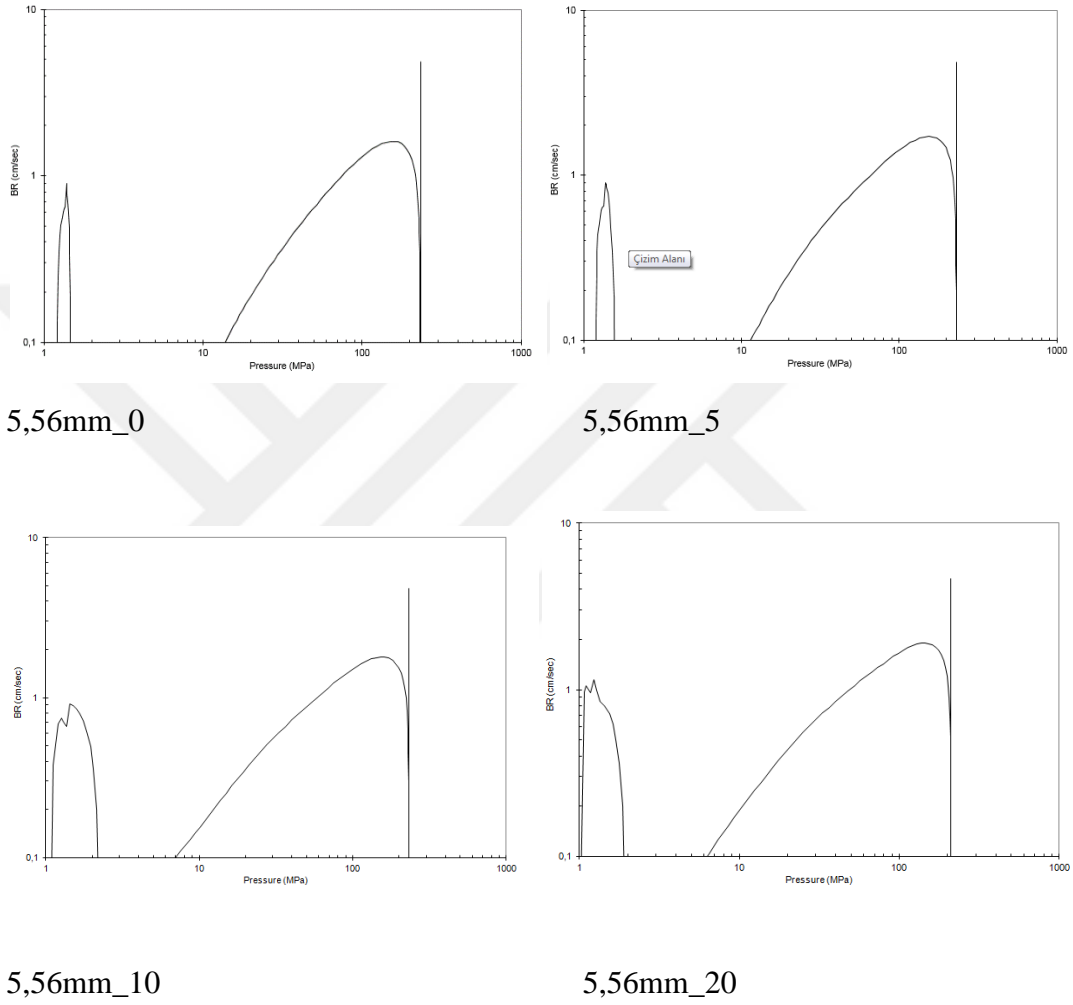 10
BR (cm/sec)
1
0,1
1 10 100 1000
Pressure (MPa)
5,56mm_0
10
BR (cm/sec)
1
0,1
1 10 100 1000
Pressure (MPa)
Çizim Alanı
5,56mm_5
10
BR (cm/sec)
1
0,1
1 10 100 1000
Pressure (MPa)
5,56mm_10
10
BR (cm/sec)
1
0,1
1 10 100 1000
Pressure (MPa)
5,56mm_20